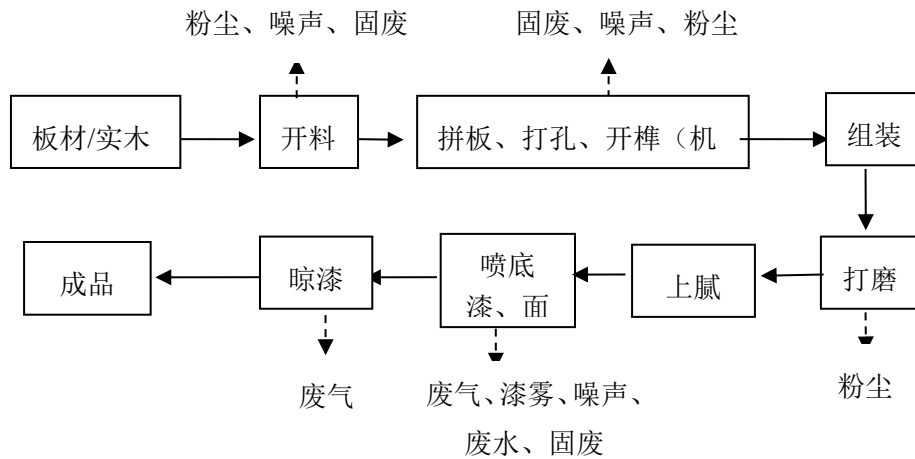 粉尘、噪声、固废
固废、噪声、粉尘
板材/实木
开料
拼板、打孔、开榫（机
组装
成品
晾漆
喷底
漆、面
上腻
打磨
废气
废气、漆雾、噪声、
废水、固废
粉尘